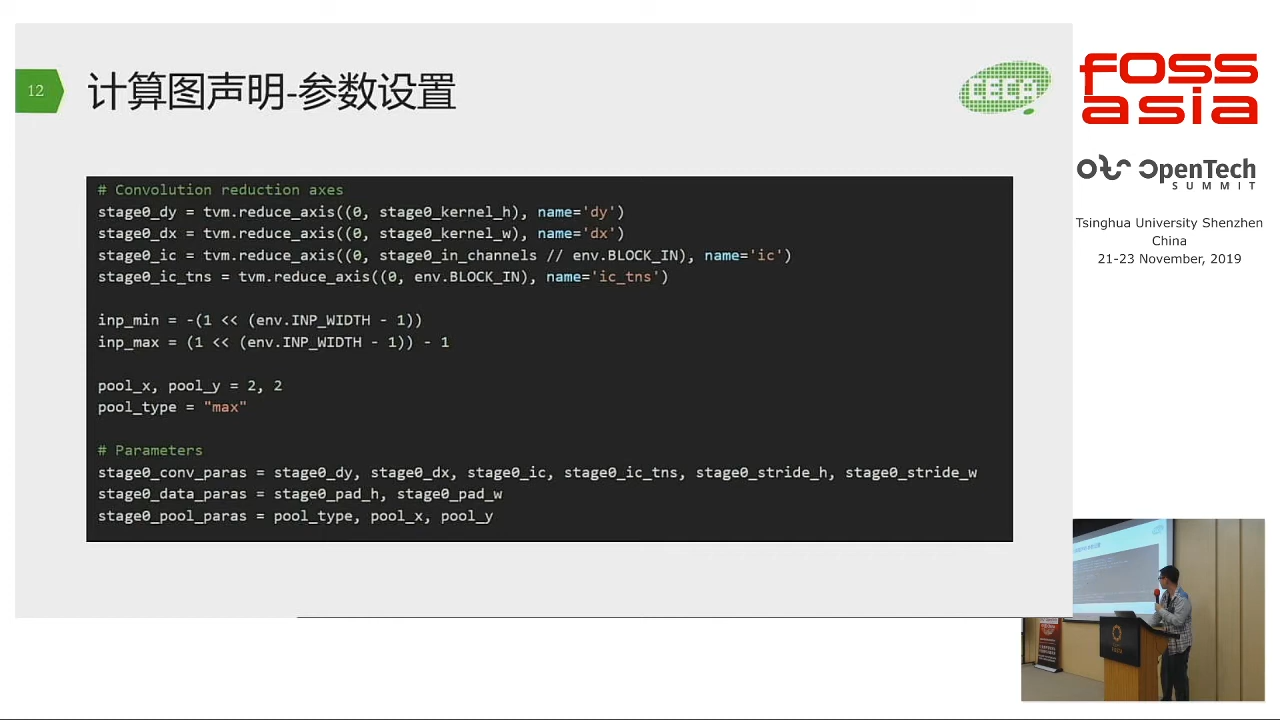 12
计算图声明-参数设置
# Convolution reduction axes
stage0_dy = tvm.reduce_axis((0, stage0_kernel_h), name='dy')
stage0_dx = tvm.reduce_axis((0, stage0_kernel_w), name='dx')
stage0_ic = tvm.reduce_axis((0, stage0_in_channels // env.BLOCK_IN), name='ic')
stage0_ic_tns = tvm.reduce_axis((0, env.BLOCK_IN), name='ic_tns')
inp_min = -(1 << (env.INP_WIDTH - 1))
inp_max = (1 << (env.INP_WIDTH - 1)) - 1
pool_x, pool_y = 2, 2
pool_type = "max"
# Parameters
stage0_conv_paras = stage0_dy, stage0_dx, stage0_ic, stage0_ic_tns, stage0_stride_h, stage0_stride_w
stage0_data_paras = stage0_pad_h, stage0_pad_w
stage0_pool_paras = pool_type, pool_x, pool_y
FOSS
asia
OpenTech
SUMMIT
Tsinghua University Shenzhen
China
21-23 November, 2019